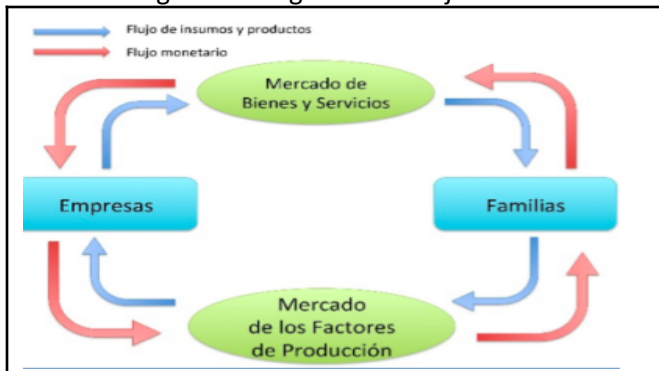 Flujo de insumos y productos
Flujo monetario
Mercado de
Bienes y Servicios
Empresas
Familias
Mercado
de los Factores
de Producción